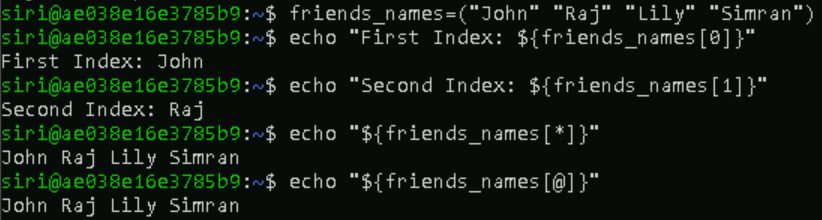 siri@ae038e16e3785b9:~$ friends_names=("John" "Raj" "Lily" "Simran")
siri@ae038e16e3785b9:~$ echo "First Index: ${friends_names[0]}"
First Index: John
siri@ae038e16e3785b9:~$ echo "Second Index: ${friends_names[1]}"
Second Index: Raj
siri@ae038e16e3785b9:~$ echo "${friends_names[*]}"
John Raj Lily Simran
siri@ae038e16e3785b9:~$ echo "${friends_names[@]}"
John Raj Lily Simran